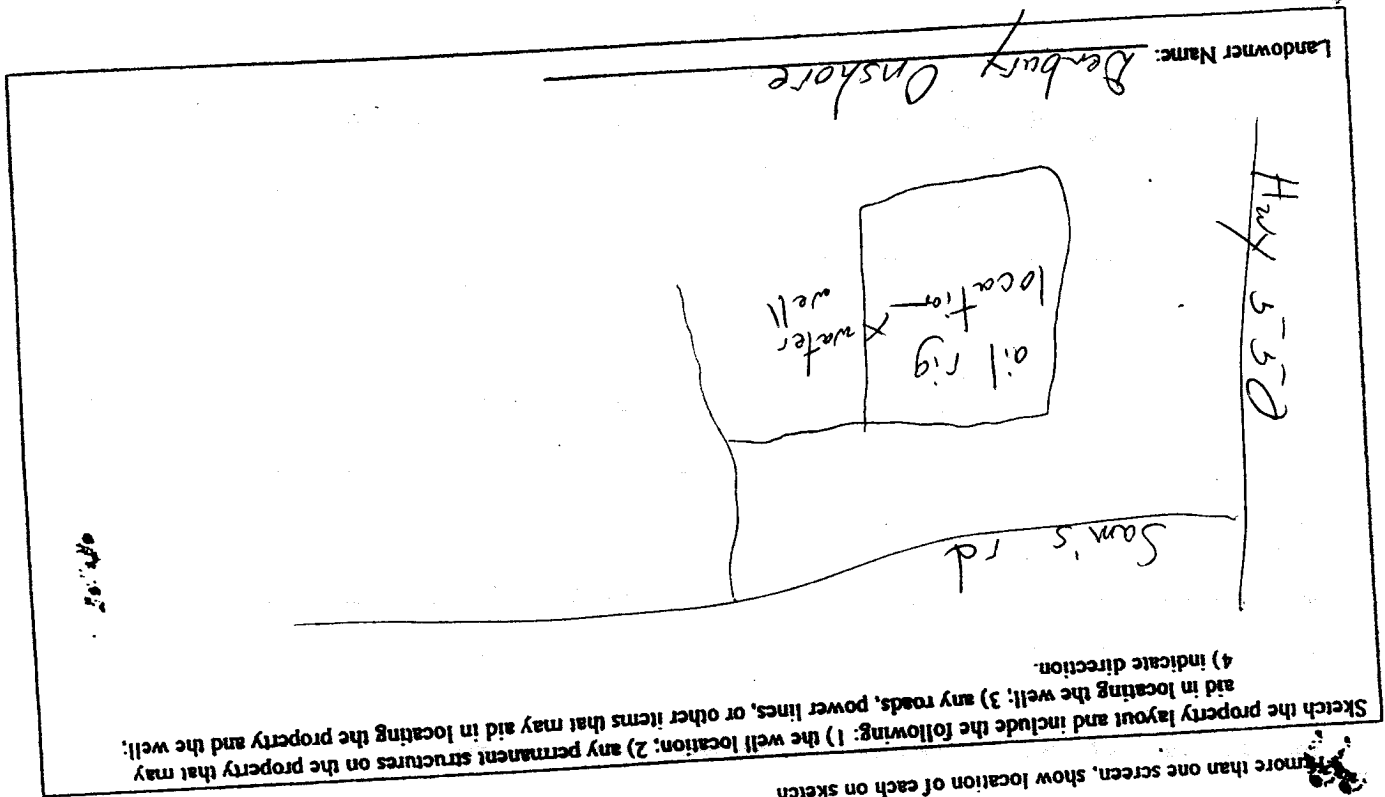 more than one screen, show location of each on sketch
Sketch the property layout and include the following: 1) the well location; 2) any permanent structures on the property that may
aid in locating the well; 3) any roads, power lines, or other items that may aid in locating the property and the well;
4) indicate direction.
Sam's rd
Hwy 550
oil rig
location
X water
well
Landowner Name: Denbury Onshore